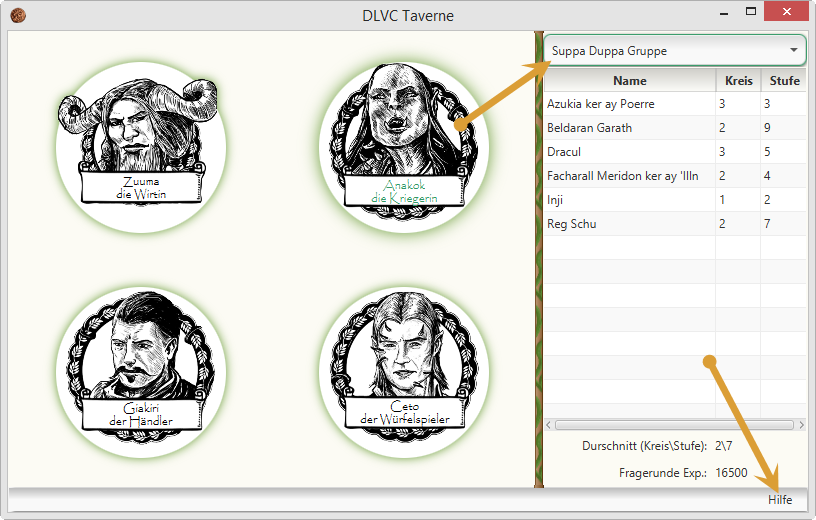 DLVC Taverne
Zuuma
die Wirtin
Anakok
die Kriegerin
Giakiri
der Händler
Ceto
der Würfelspieler
Suppa Duppa Gruppe
Name Kreis Stufe
Azukia ker ay Poerre 3 3
Beldaran Garath 2 9
Dracul 3 5
Facharall Meridon ker ay 'Illn 2 4
Inji 1 2
Reg Schu 2 7
Durschnitt (Kreis\Stufe): 2\7
Fragerunde Exp.: 16500
Hilfe